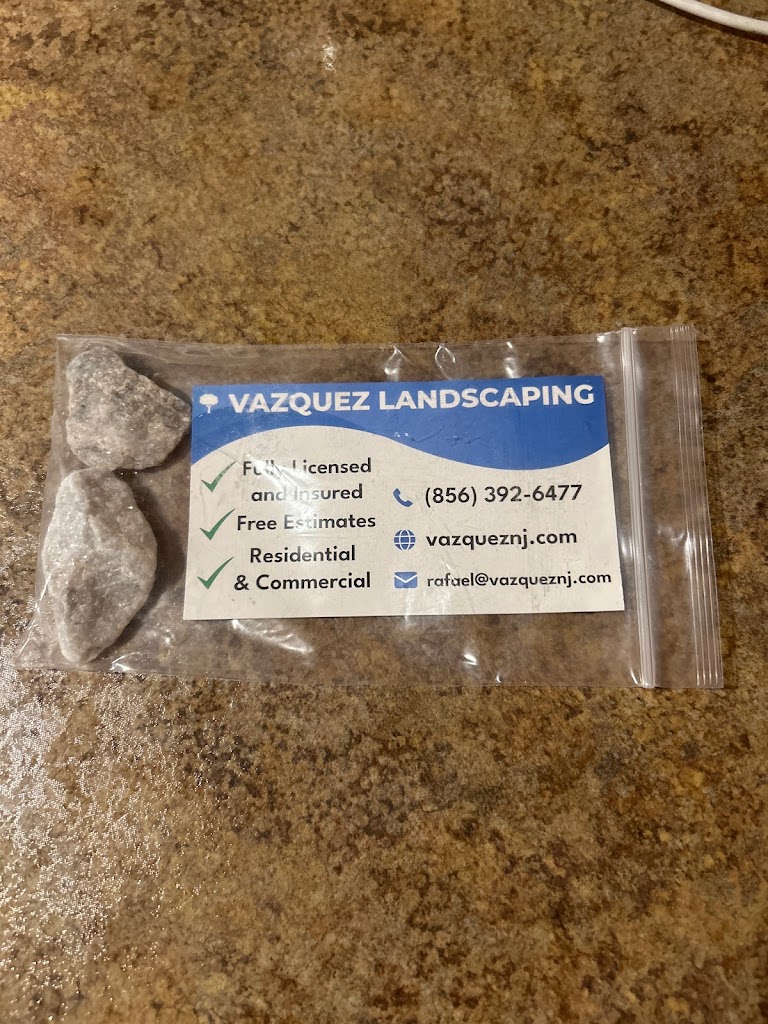 VAZQUEZ LANDSCAPING
Fully Licensed
and Insured
Free Estimates
Residential
& Commercial
(856) 392-6477
vazqueznj.com
rafael@vazqueznj.com